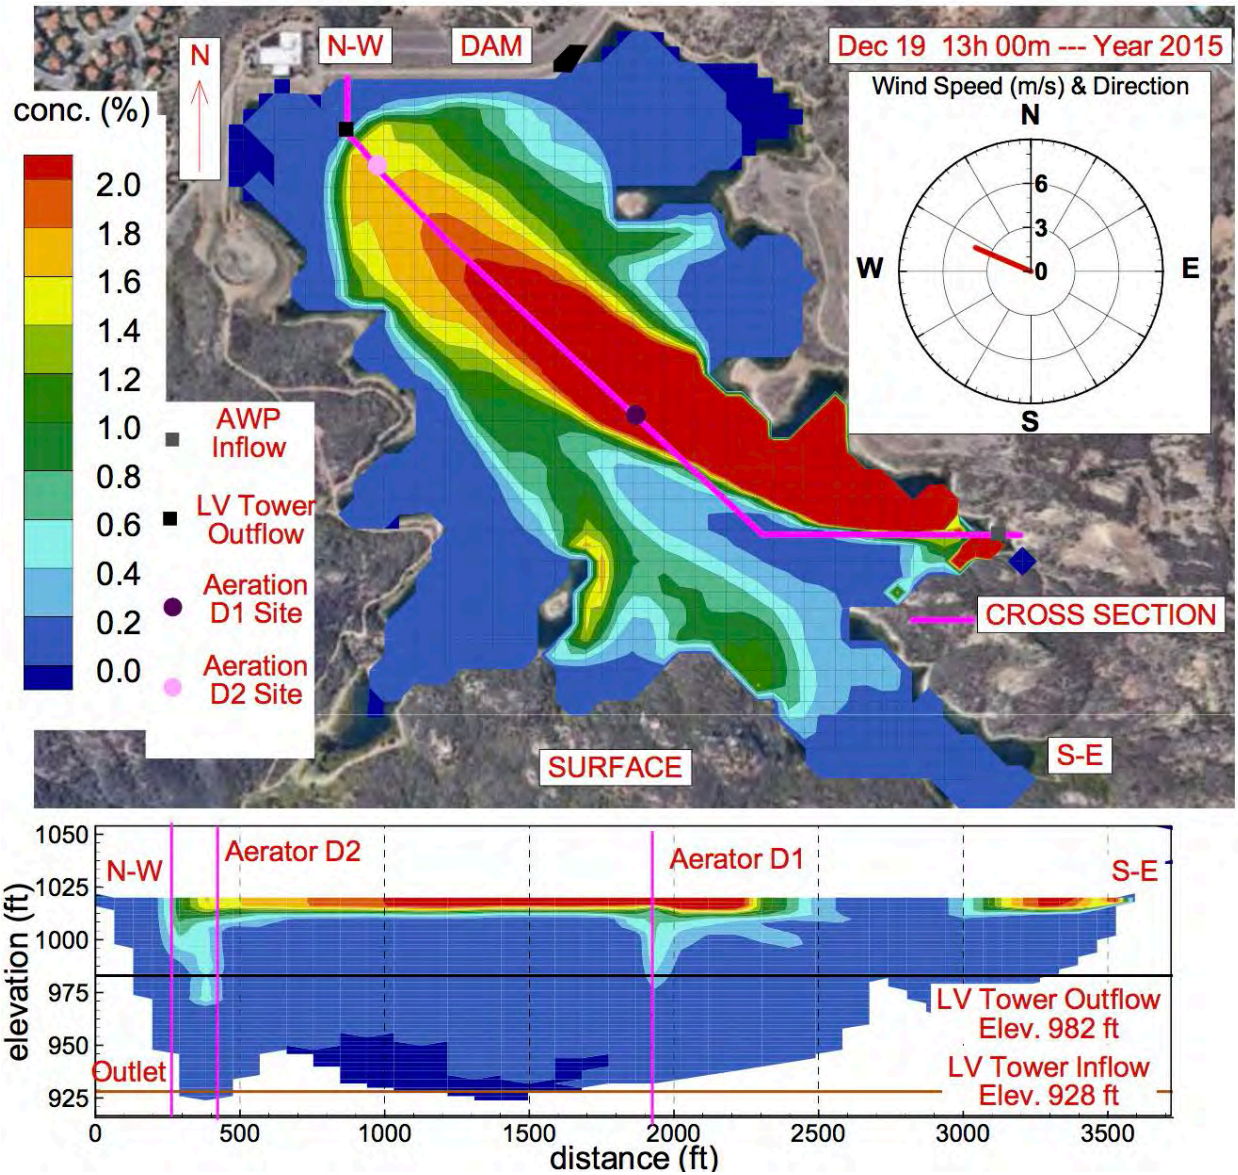 N
N-W
DAM
Dec 19 13h 00m --- Year 2015
Wind Speed (m/s) & Direction
N
6
3
0
W
E
S
conc. (%)
2.0
1.8
1.6
1.4
1.2
1.0
0.8
0.6
0.4
0.2
0.0
AWP
Inflow
LV Tower
Outflow
Aeration
D1 Site
Aeration
D2 Site
CROSS SECTION
SURFACE
S-E
1050
1025
1000
975
950
925
elevation (ft)
N-W
Aerator D2
Aerator D1
S-E
LV Tower Outflow
Elev. 982 ft
Outlet
LV Tower Inflow
Elev. 928 ft
0
500
1000
1500
2000
2500
3000
3500
distance (ft)